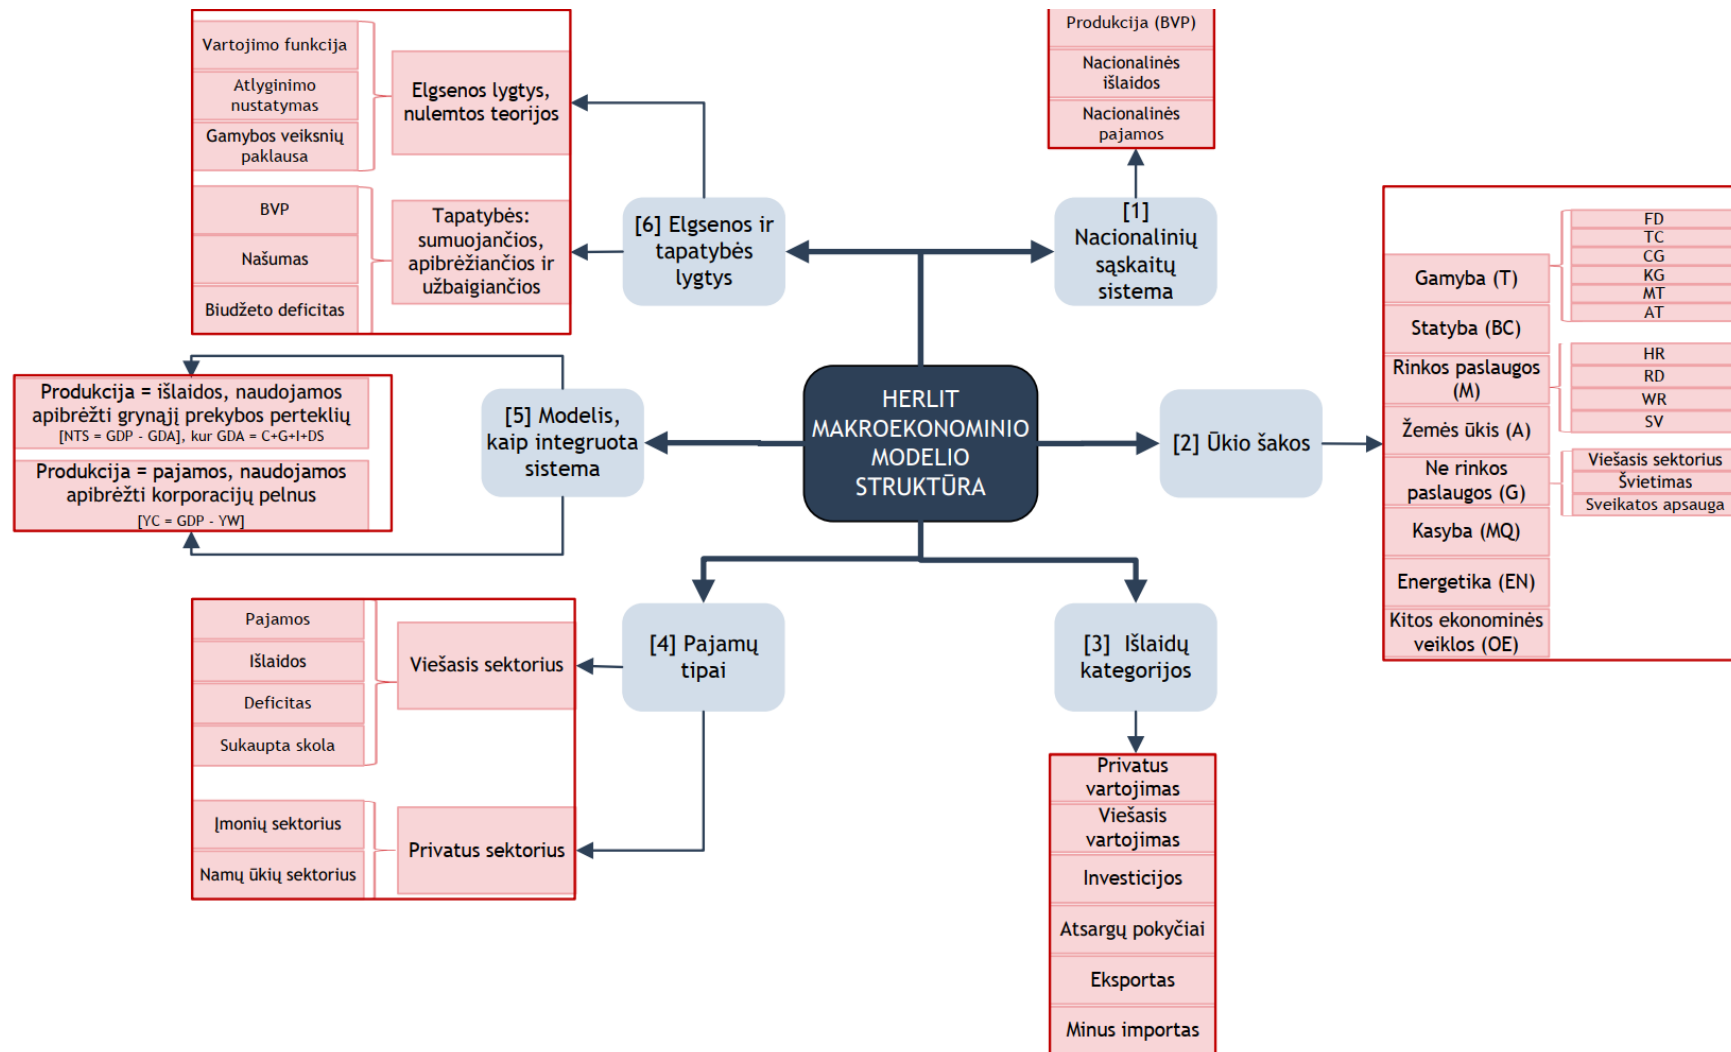 HERLIT
MAKROEKONOMINIO
MODELIO
STRUKTŪRA
[1]
Nacionalinių
sąskaitų
sistema
Produkcija (BVP)
Nacionalinės
išlaidos
Nacionalinės
pajamos
[2] Ūkio šakos
Gamyba (T)
FD
TC
CG
KG
MT
AT
Statyba (BC)
Rinkos paslaugos
(M)
HR
RD
WR
SV
Žemės ūkis (A)
Ne rinkos
paslaugos (G)
Viešasis sektorius
Švietimas
Sveikatos apsauga
Kasyba (MQ)
Energetika (EN)
Kitos ekonominės
veiklos (OE)
[3] Išlaidų
kategorijos
Privatus
vartojimas
Viešasis
vartojimas
Investicijos
Atsargų pokyčiai
Eksportas
Minus importas
[4] Pajamų
tipai
Viešasis sektorius
Pajamos
Išlaidos
Deficitas
Sukaupta skola
Privatus sektorius
Įmonių sektorius
Namų ūkių sektorius
[5] Modelis,
kaip integruota
sistema
Produkcija = išlaidos, naudojamos
apibrėžti grynąjį prekybos perteklių
[NTS = GDP - GDA], kur GDA = C+G+I+DS
Produkcija = pajamos, naudojamos
apibrėžti korporacijų pelnus
[YC = GDP - YW]
[6] Elgsenos ir
tapatybės
lygtys
Elgsenos lygtys,
nulemtos teorijos
Vartojimo funkcija
Atlyginimo
nustatymas
Gamybos veiksnių
paklausa
Tapatybės:
sumuojančios,
apibrėžiančios ir
užbaigiančios
BVP
Našumas
Biudžeto deficitas